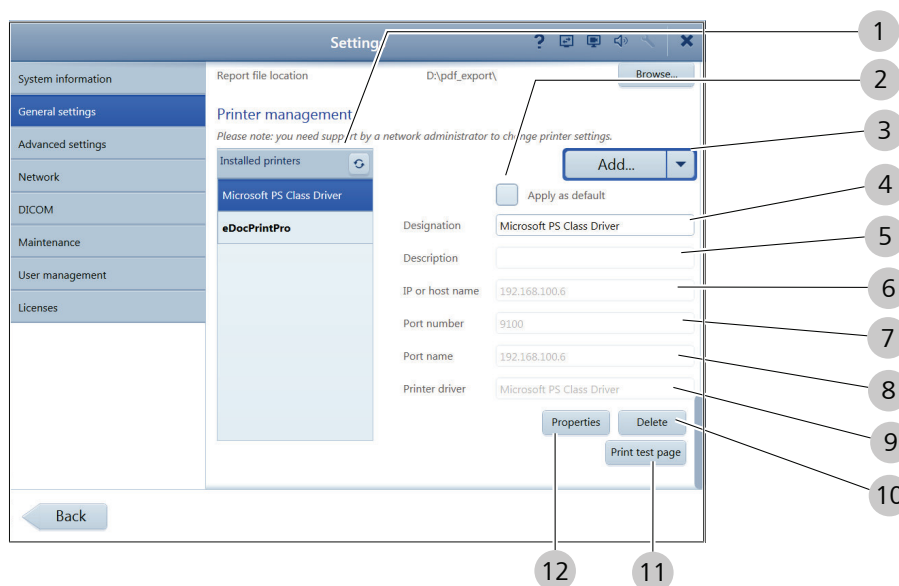 Setting
?
System information
General settings
Advanced settings
Network
DICOM
Maintenance
User management
Licenses
Report file location D:\pdf_export\ Browse...
Printer management
Please note: you need support by a network administrator to change printer settings.
Installed printers
Microsoft PS Class Driver
eDocPrintPro
Add...
Apply as default
Designation Microsoft PS Class Driver
Description
IP or host name 192.168.100.6
Port number 9100
Port name 192.168.100.6
Printer driver Microsoft PS Class Driver
Properties Delete
Print test page
Back
1
2
3
4
5
6
7
8
9
10
11
12